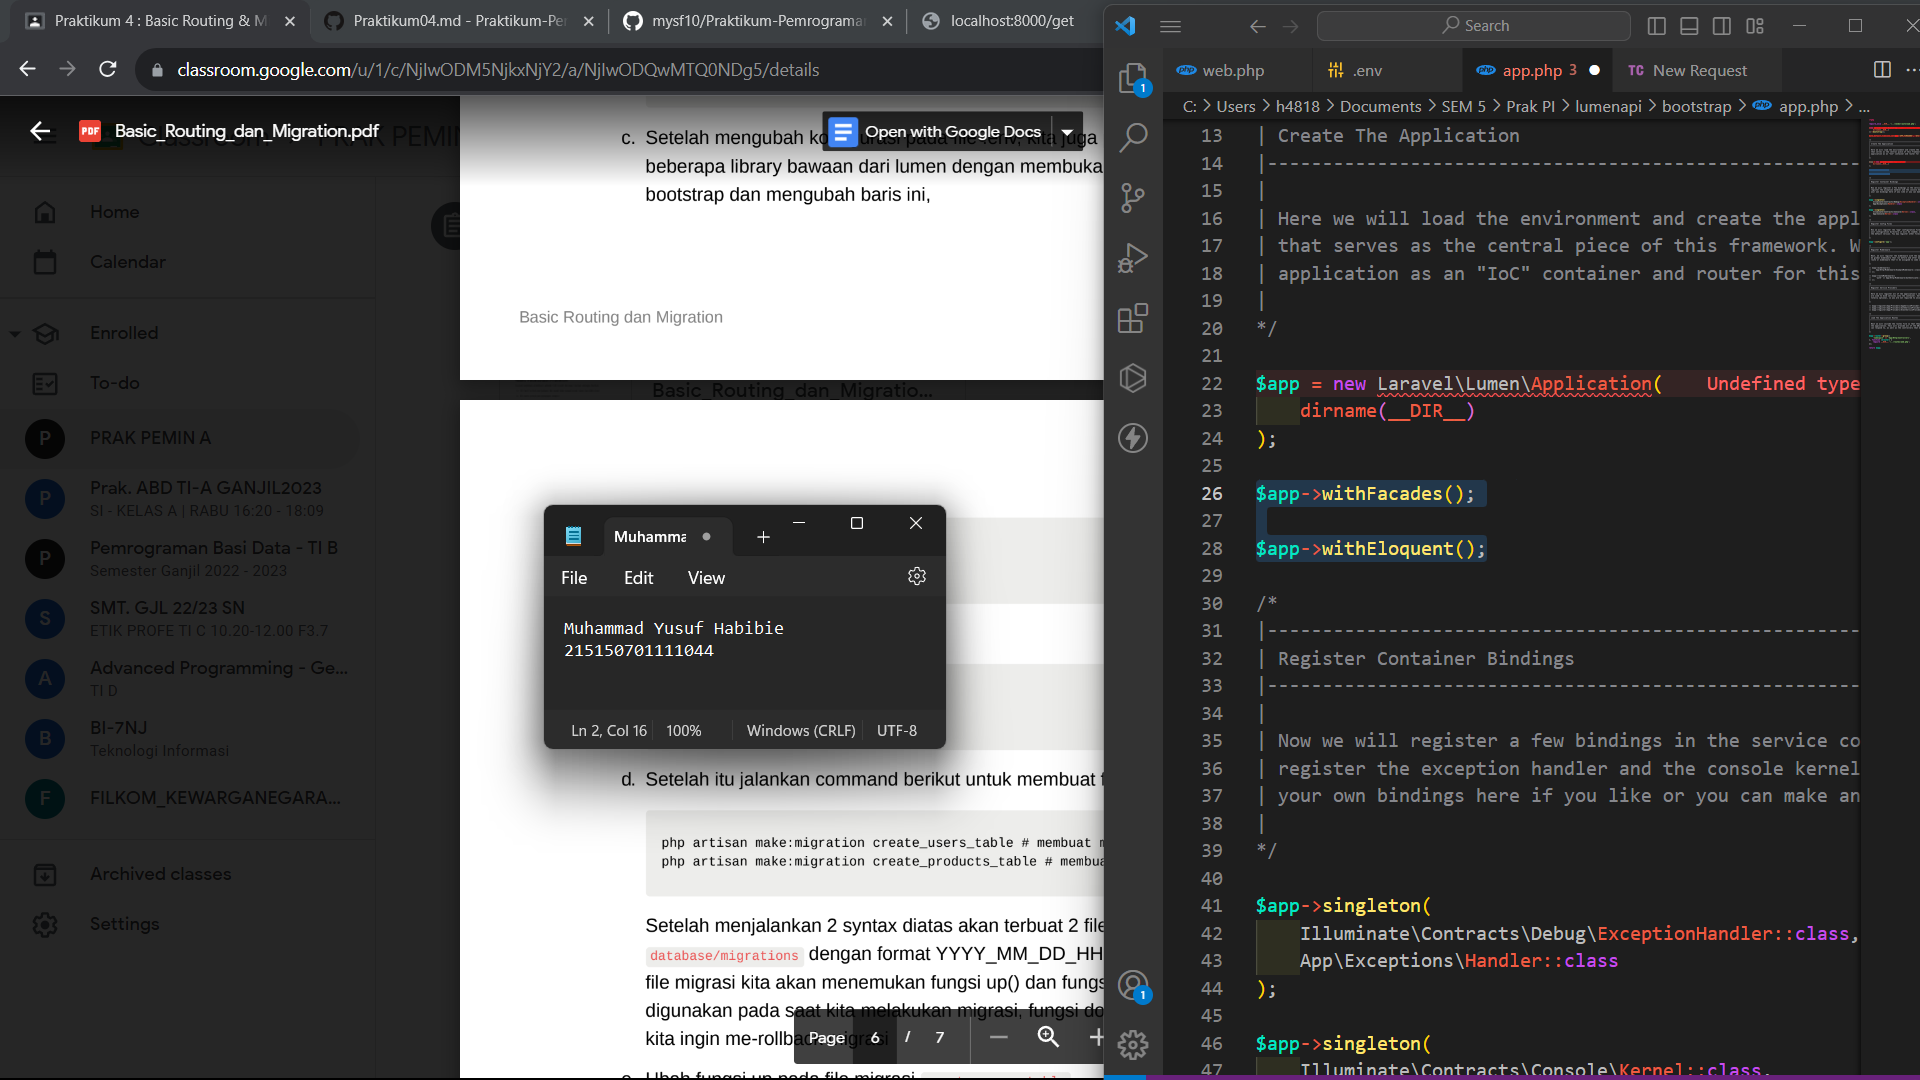 Praktikum 4 : Basic Routing & M
Praktikum04.md - Praktikum-Pe
mysf10/Praktikum-Pemrograma
localhost:8000/get
classroom.google.com/u/1/c/NjIwODM5NjkxNjY2/a/NjIwODQwMTQ0NDg5/details
PDF Basic_Routing_dan_Migration.pdf
Open with Google Docs
Home
Calendar
Enrolled
To-do
P PRAK PEMIN A
P Prak. ABD TI-A GANJIL2023
SI - KELAS A | RABU 16:20 - 18:09
P Pemrograman Basi Data - TI B
Semester Ganjil 2022 - 2023
S SMT. GJL 22/23 SN
ETIK PROFE TI C 10.20-12.00 F3.7
A Advanced Programming - Ge...
TI D
B BI-7NJ
Teknologi Informasi
F FILKOM_KEWARGANEGARA...
Archived classes
Settings
c. Setelah mengubah juga
beberapa library bawaan dari lumen dengan membuka
bootstrap dan mengubah baris ini,
Basic Routing dan Migration
Basic_Routing_dan_Migratio...
Muhamma
File Edit View
Muhammad Yusuf Habibie
215150701111044
Ln 2, Col 16 100% Windows (CRLF) UTF-8
d. Setelah itu jalankan command berikut untuk membuat f
php artisan make:migration create_users_table # membuat m
php artisan make:migration create_products_table # membua
Setelah menjalankan 2 syntax diatas akan terbuat 2 file
database/migrations dengan format YYYY_MM_DD_HH
file migrasi kita akan menemukan fungsi up() dan fungs
digunakan pada saat kita melakukan migrasi, fungsi do
kita ingin me-rollback migrasi
Page 6 / 7
Ubah fungsi up pada file migrasi
Search
web.php
.env
app.php 3
TC New Request
C: > Users > h4818 > Documents > SEM 5 > Prak PI > lumenapi > bootstrap > app.php > ...
1
1
13 | Create The Application
14 |------------------------------------------------------
15 |
16 | Here we will load the environment and create the appl
17 | that serves as the central piece of this framework. W
18 | application as an "IoC" container and router for this
19 |
20 */
21
22 $app = new Laravel\Lumen\Application( Undefined type
23 dirname(__DIR__)
24 );
25
26 $app->withFacades();
27
28 $app->withEloquent();
29
30 /*
31 |------------------------------------------------------
32 | Register Container Bindings
33 |------------------------------------------------------
34 |
35 | Now we will register a few bindings in the service co
36 | register the exception handler and the console kernel
37 | your own bindings here if you like or you can make an
38 |
39 */
40
41 $app->singleton(
42 Illuminate\Contracts\Debug\ExceptionHandler::class,
43 App\Exceptions\Handler::class
44 );
45
46 $app->singleton(
47 Illuminate\Contracts\Console\Kernel::class,